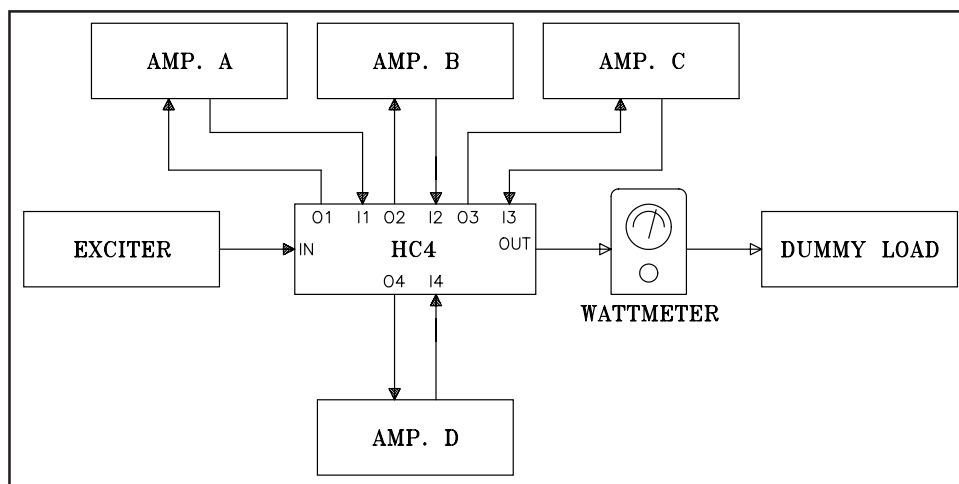 AMP. A
AMP. B
AMP. C
O1 I1 O2 I2 O3 I3
EXCITER
IN
HC4
OUT
DUMMY LOAD
O4 I4
WATTMETER
AMP. D